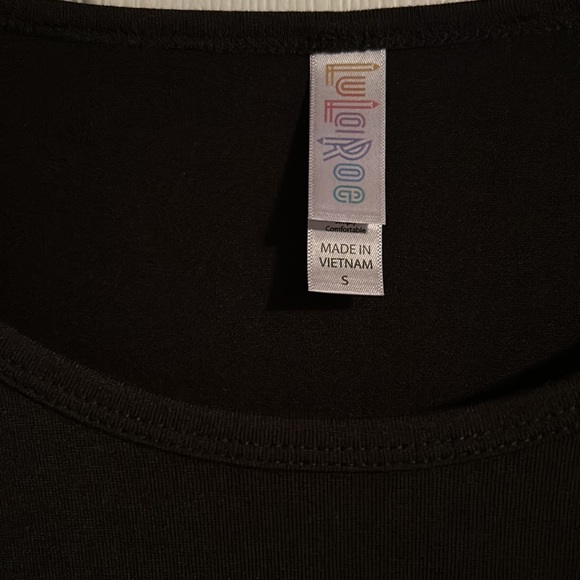 LuLaRoe
Comfortable
MADE IN
VIETNAM
S